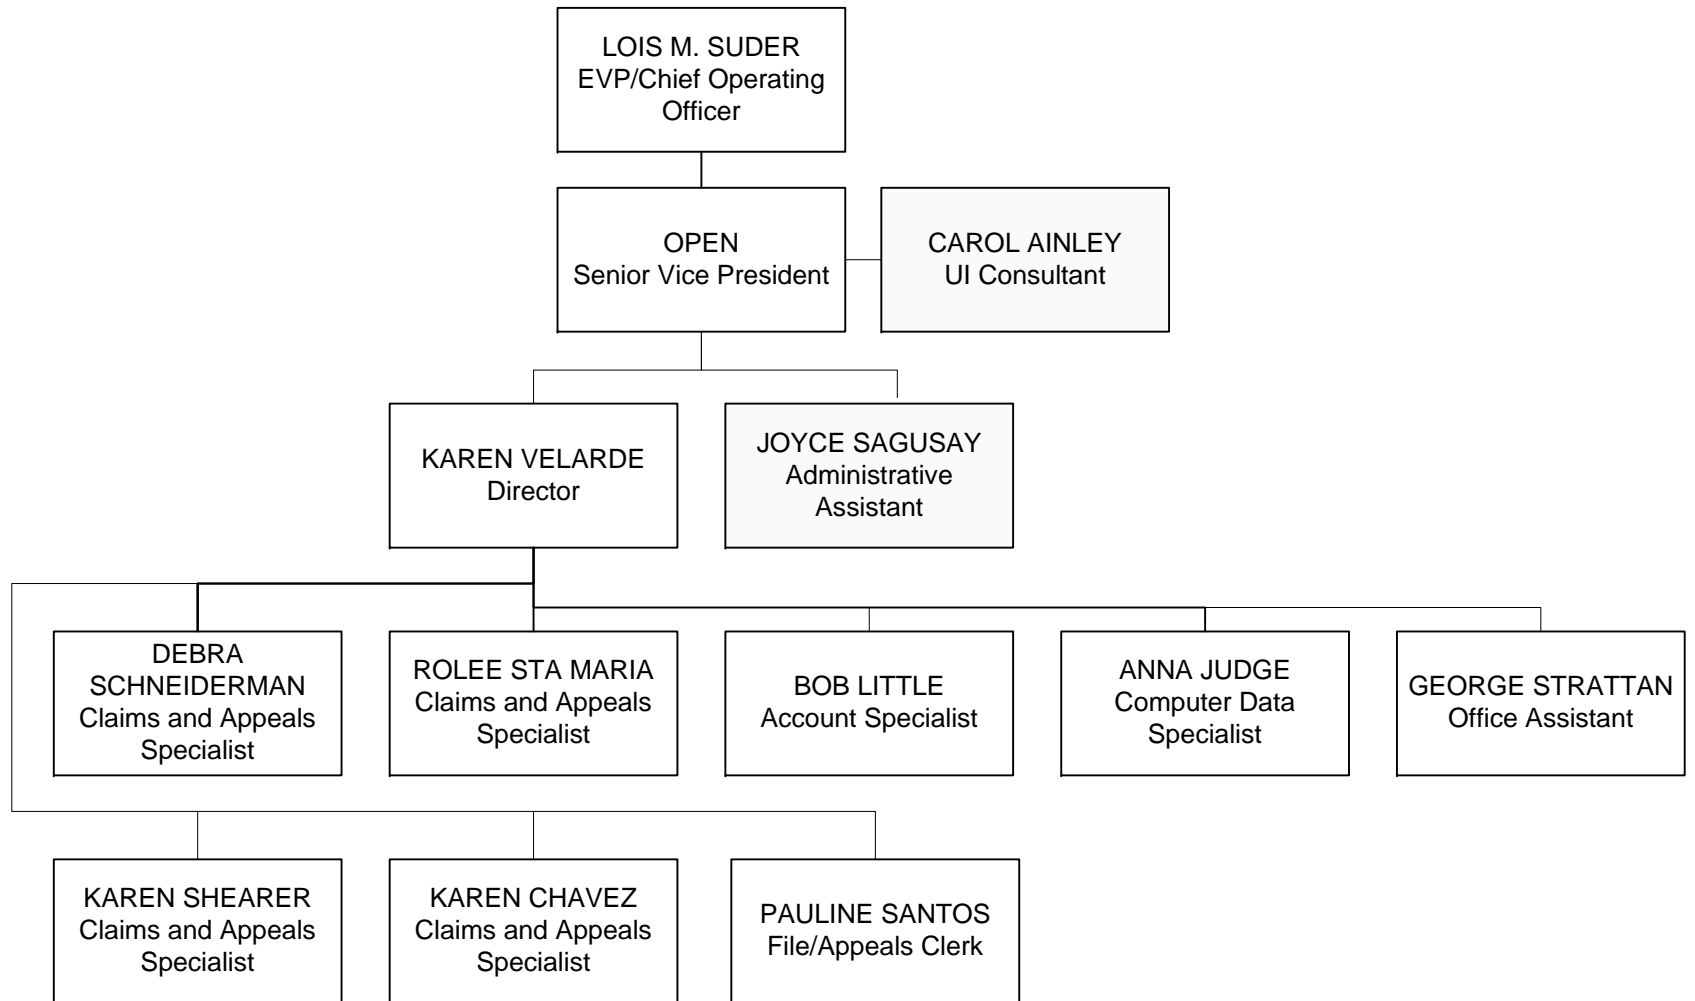 LOIS M. SUDER
EVP/Chief Operating
Officer
OPEN
Senior Vice President
CAROL AINLEY
UI Consultant
KAREN VELARDE
Director
JOYCE SAGUSAY
Administrative
Assistant
DEBRA
SCHNEIDERMAN
Claims and Appeals
Specialist
ROLEE STA MARIA
Claims and Appeals
Specialist
BOB LITTLE
Account Specialist
ANNA JUDGE
Computer Data
Specialist
GEORGE STRATTAN
Office Assistant
KAREN SHEARER
Claims and Appeals
Specialist
KAREN CHAVEZ
Claims and Appeals
Specialist
PAULINE SANTOS
File/Appeals Clerk